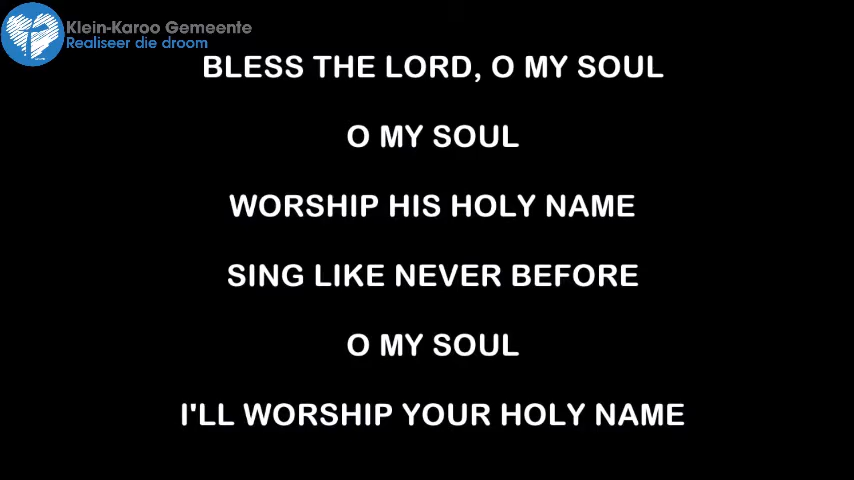 Klein-Karoo Gemeente
Realiseer die droom
BLESS THE LORD, O MY SOUL
O MY SOUL
WORSHIP HIS HOLY NAME
SING LIKE NEVER BEFORE
O MY SOUL
I'LL WORSHIP YOUR HOLY NAME